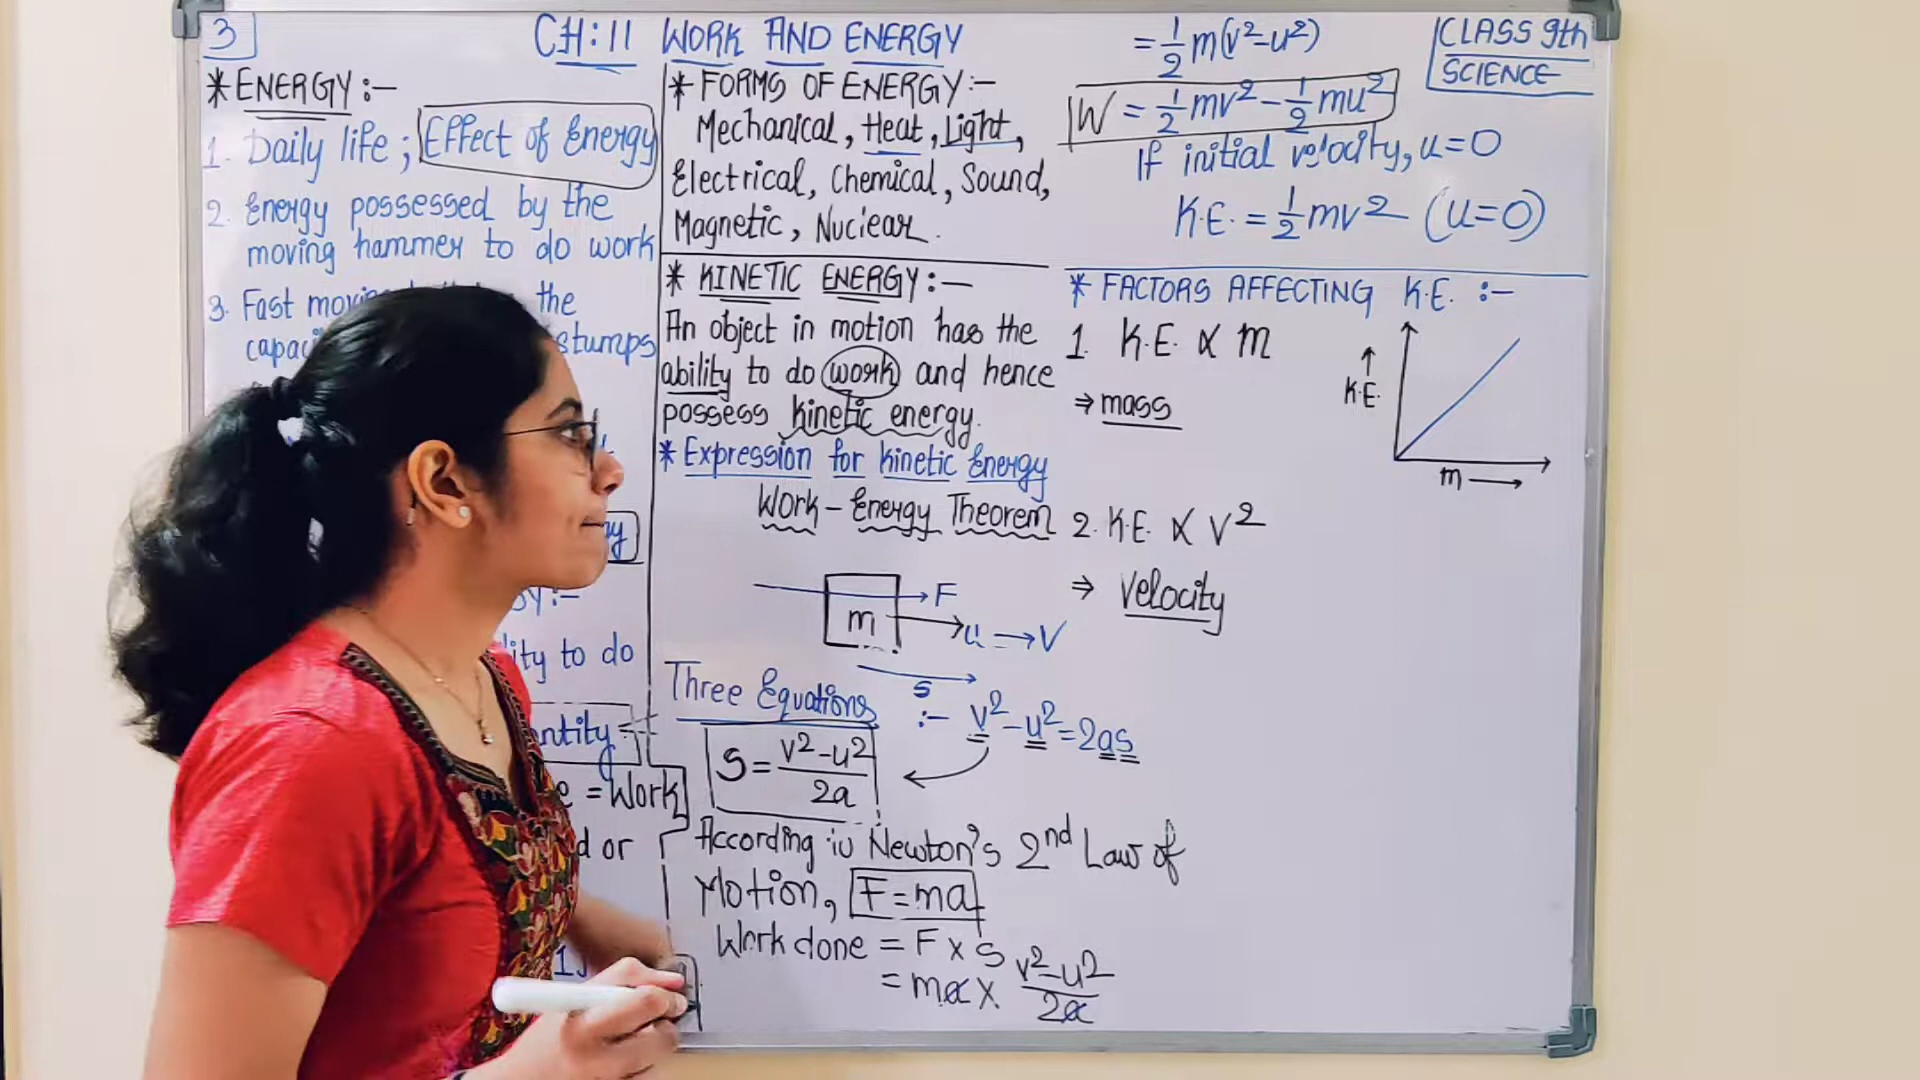 3
CH:11 WORK AND ENERGY
CLASS 9th
SCIENCE
* ENERGY :-
1. Daily life ; Effect of Energy
2. Energy possessed by the
moving hammer to do work
3. Fast the
stumps
:-
ity to do
= Work
d or
* FORMS OF ENERGY :-
Mechanical, Heat, Light,
Electrical, Chemical, Sound,
Magnetic, Nuclear.
* KINETIC ENERGY :-
An object in motion has the
ability to do work and hence
possess kinetic energy.
* Expression for kinetic Energy
Work - Energy Theorem
m
F
u → V
s
Three Equations :- v² - u² = 2as
S = v² - u² / 2a
According to Newton's 2nd Law of
Motion, F = ma
Work done = F x s
= ma x v² - u² / 2a
= 1/2 m(v² - u²)
W = 1/2 mv² - 1/2 mu²
If initial velocity, u = 0
K.E. = 1/2 mv² (u = 0)
* FACTORS AFFECTING K.E. :-
1. K.E. ∝ m
⇒ mass
↑
K.E.
m →
2. K.E. ∝ V²
⇒ Velocity